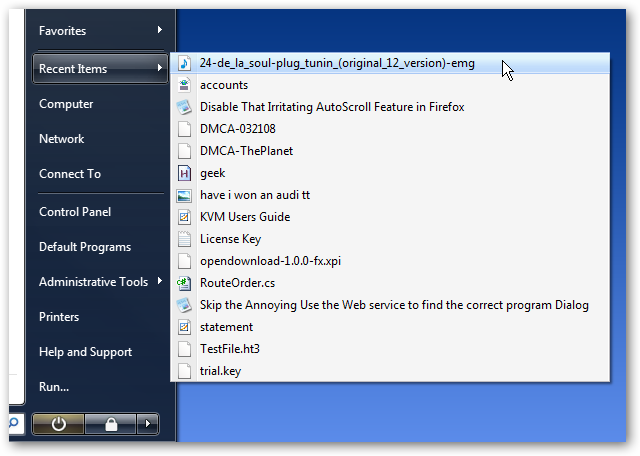 Favorites
Recent Items
Computer
Network
Connect To
Control Panel
Default Programs
Administrative Tools
Printers
Help and Support
Run...
24-de_la_soul-plug_tunin_(original_12_version)-emg
accounts
Disable That Irritating AutoScroll Feature in Firefox
DMCA-032108
DMCA-ThePlanet
geek
have i won an audi tt
KVM Users Guide
License Key
opendownload-1.0.0-fx.xpi
RouteOrder.cs
Skip the Annoying Use the Web service to find the correct program Dialog
statement
TestFile.ht3
trial.key